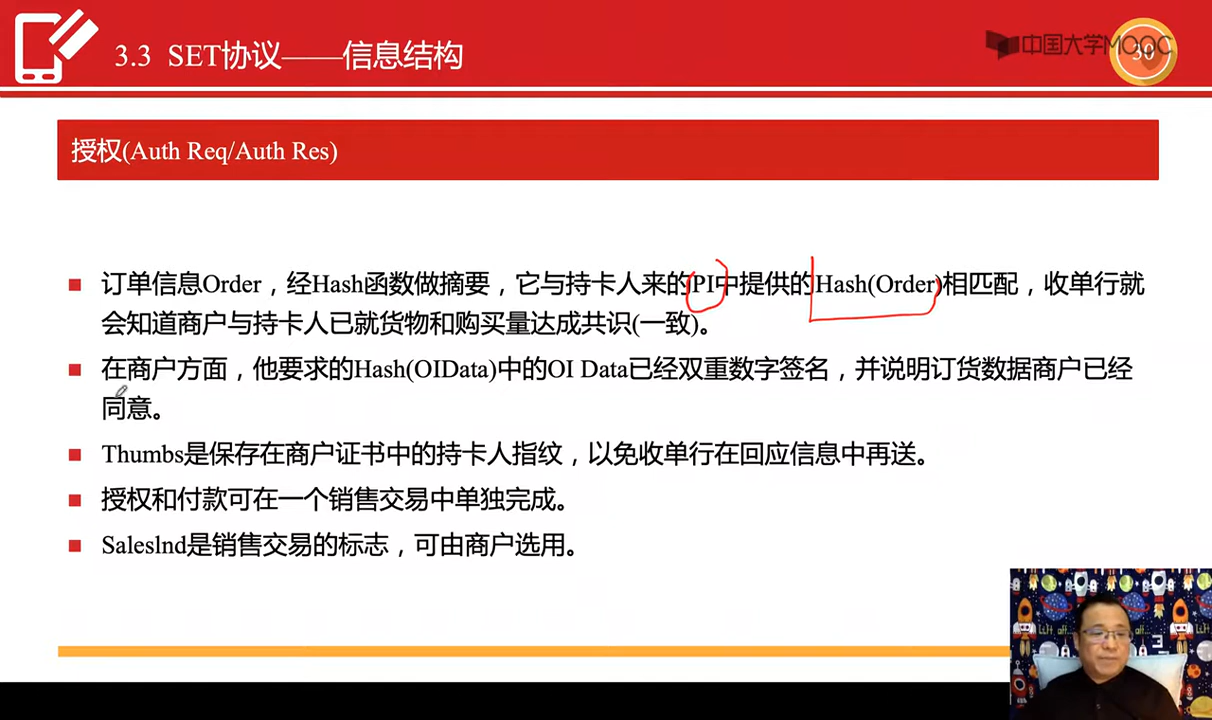 3.3 SET协议——信息结构
中国大学MOOC
30
授权(Auth Req/Auth Res)
订单信息Order，经Hash函数做摘要，它与持卡人来的PI中提供的Hash(Order)相匹配，收单行就
会知道商户与持卡人已就货物和购买量达成共识(一致)。
在商户方面，他要求的Hash(OIData)中的OI Data已经双重数字签名，并说明订货数据商户已经
同意。
Thumbs是保存在商户证书中的持卡人指纹，以免收单行在回应信息中再送。
授权和付款可在一个销售交易中单独完成。
Saleslnd是销售交易的标志，可由商户选用。